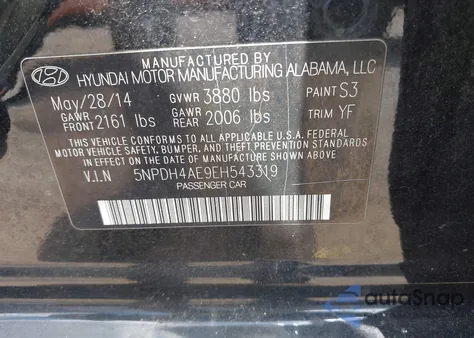 HYUNDAI MOTOR MANUFACTURING ALABAMA, LLC
May/28/14 GVWR 3880 lbs PAINT S3
GAWR FRONT 2161 lbs GAWR REAR 2006 lbs TRIM YF
THIS VEHICLE CONFORMS TO ALL APPLICABLE U.S.A. FEDERAL
MOTOR VEHICLE SAFETY, BUMPER, AND THEFT PREVENTION STANDARDS
IN EFFECT ON THE DATE OF MANUFACTURE SHOWN ABOVE.
V.I.N 5NPDH4AE9EH543319
PASSENGER CAR
autoSnap